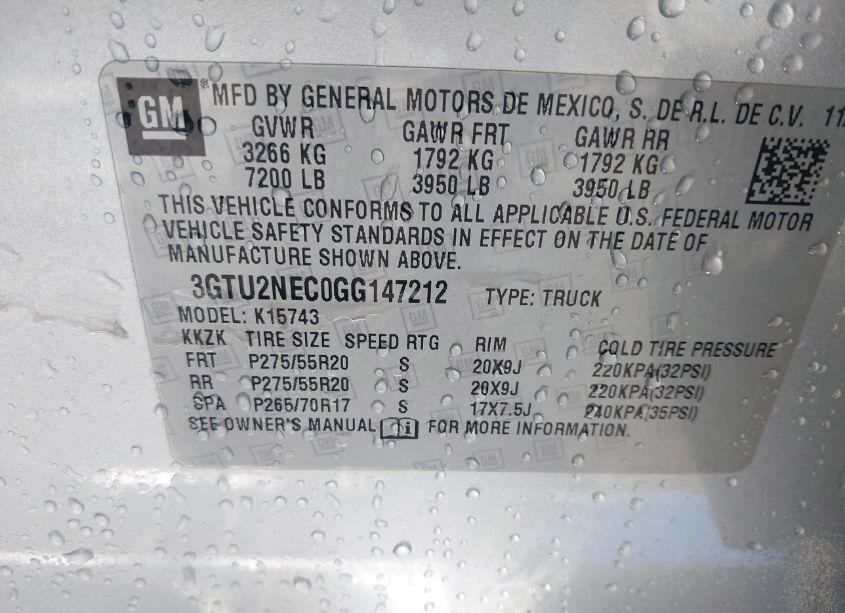 GM ® MFD BY GENERAL MOTORS DE MEXICO, S. DE R.L. DE C.V. 11
GVWR GAWR FRT GAWR RR
3266 KG 1792 KG 1792 KG
7200 LB 3950 LB 3950 LB
THIS VEHICLE CONFORMS TO ALL APPLICABLE U.S. FEDERAL MOTOR
VEHICLE SAFETY STANDARDS IN EFFECT ON THE DATE OF
MANUFACTURE SHOWN ABOVE.
3GTU2NEC0GG147212 TYPE: TRUCK
MODEL: K15743
KKZK TIRE SIZE SPEED RTG RIM COLD TIRE PRESSURE
FRT P275/55R20 S 20X9J 220KPA(32PSI)
RR P275/55R20 S 20X9J 220KPA(32PSI)
SPA P265/70R17 S 17X7.5J 240KPA(35PSI)
SEE OWNER'S MANUAL i FOR MORE INFORMATION.